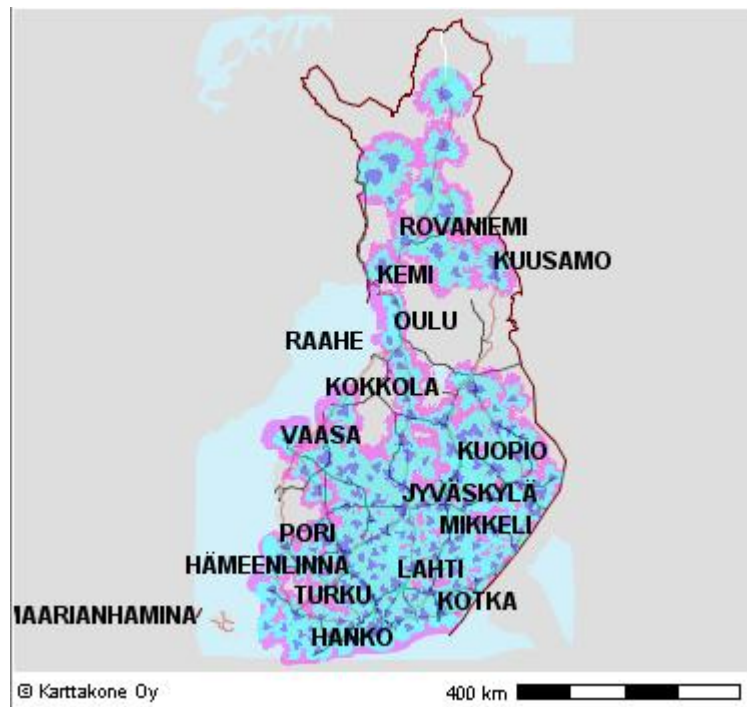 ROVANIEMI
KUUSAMO
KEMI
OULU
RAAHE
KOKKOLA
VAASA
KUOPIO
JYVÄSKYLÄ
MIKKELI
PORI
HÄMEENLINNA
LAHTI
TURKU
KOTKA
MAARIANHAMINA
HANKO
© Karttakone Oy
400 km